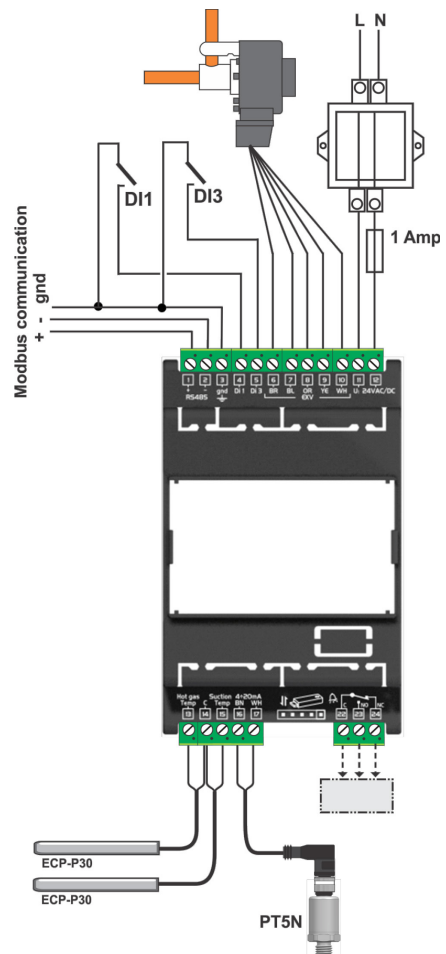 L N
DI1
DI3
1 Amp
Modbus communication
+ - gnd
1 2 3 4 5 6 7 8 9 10 11 12
+ - gnd Di 1 Di 3 BR BL OR YE WH U: 24VAC/DC
RS485 EXV
Hot gas Temp C Suction Temp 4÷20mA BN WH
13 14 15 16 17
C NO NC
22 23 24
ECP-P30
ECP-P30
PT5N